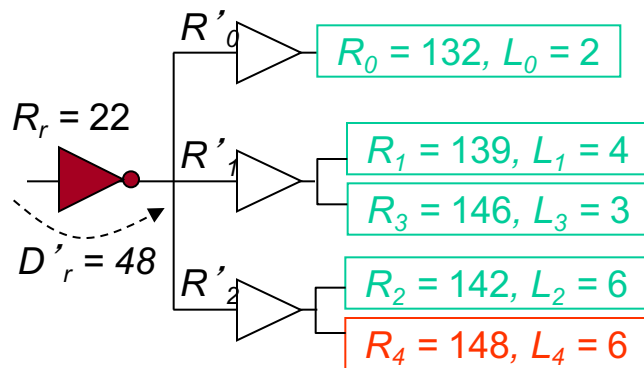 R'0
R0 = 132, L0 = 2
Rr = 22
R'1
R1 = 139, L1 = 4
R3 = 146, L3 = 3
D'r = 48
R'2
R2 = 142, L2 = 6
R4 = 148, L4 = 6